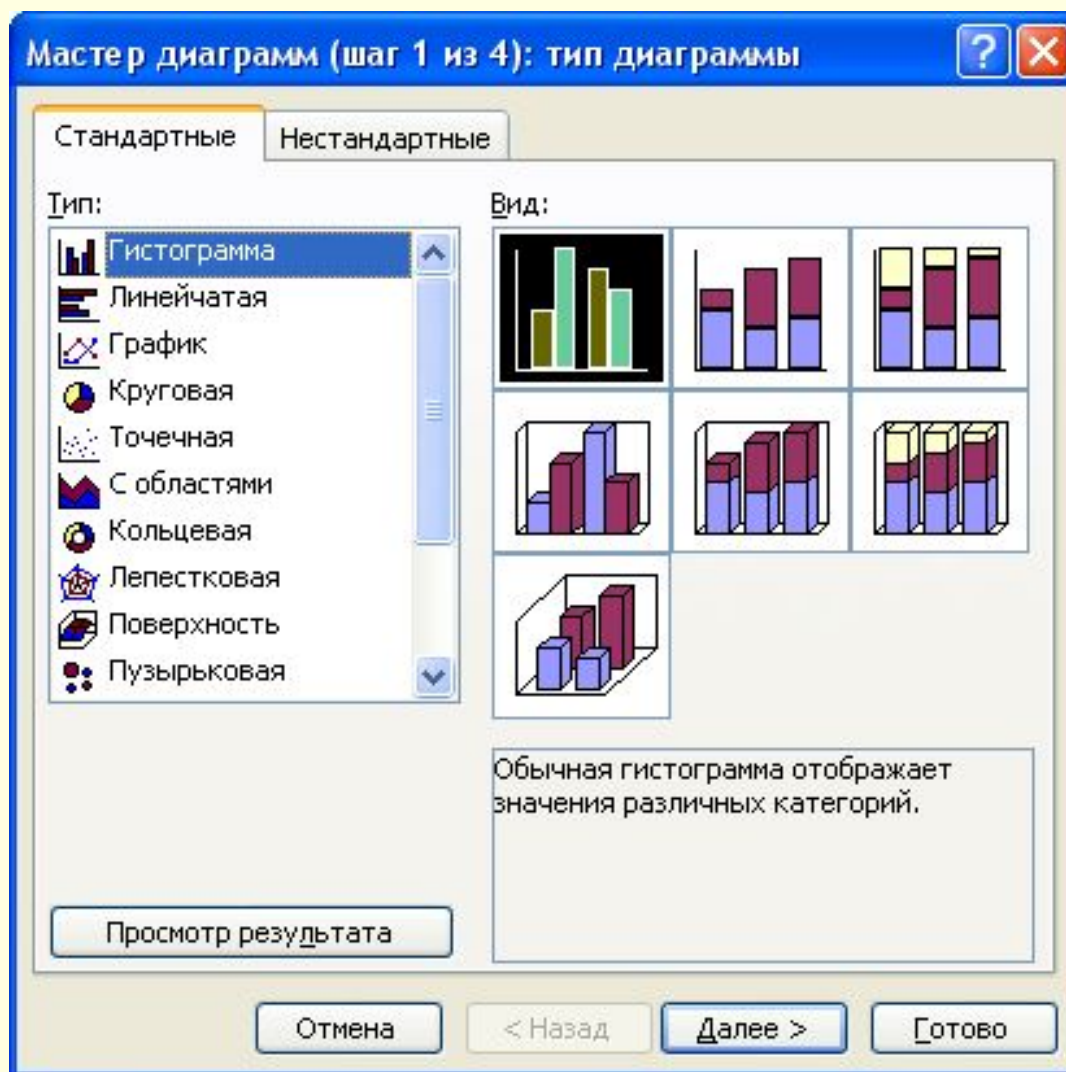 Мастер диаграмм (шаг 1 из 4): тип диаграммы
Стандартные
Нестандартные
Тип:
Гистограмма
Линейчатая
График
Круговая
Точечная
С областями
Кольцевая
Лепестковая
Поверхность
Пузырьковая
Вид:
Обычная гистограмма отображает
значения различных категорий.
Просмотр результата
Отмена
< Назад
Далее >
Готово